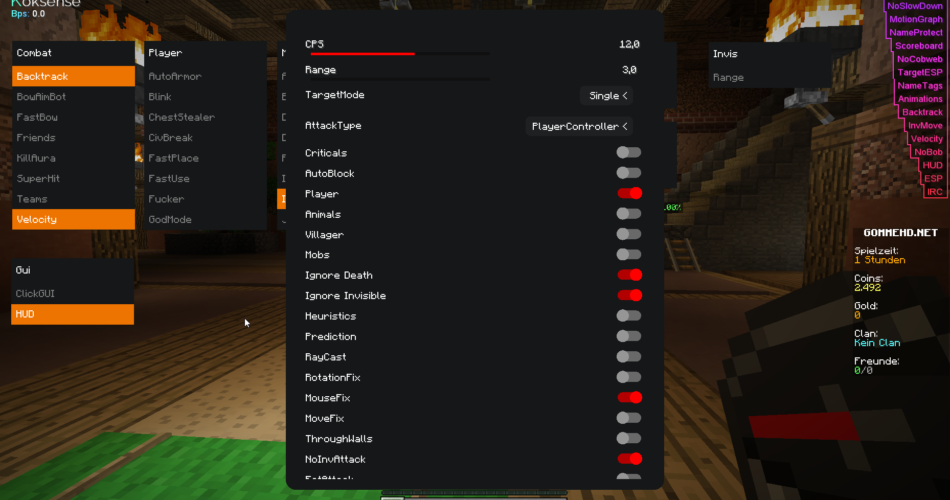 Koksense
Bps: 0.0
Combat
Backtrack
BowAimBot
FastBow
Friends
KillAura
SuperHit
Teams
Velocity
Player
AutoArmor
Blink
ChestStealer
CivBreak
FastPlace
FastUse
Fucker
GodMode
Gui
ClickGUI
HUD
CPS 12,0
Range 3,0
TargetMode Single <
AttackType PlayerController <
Criticals
AutoBlock
Player
Animals
Villager
Mobs
Ignore Death
Ignore Invisible
Heuristics
Prediction
RayCast
RotationFix
MouseFix
MoveFix
ThroughWalls
NoInvAttack
Invis
Range
NoSlowDown
MotionGraph
NameProtect
Scoreboard
NoCobweb
TargetESP
NameTags
Animations
Backtrack
InvMove
Velocity
NoBob
HUD
ESP
IRC
GOMMEHD.NET
Spielzeit:
1 Stunden
Coins:
2.492
Gold:
0
Clan:
Kein Clan
Freunde:
0/0